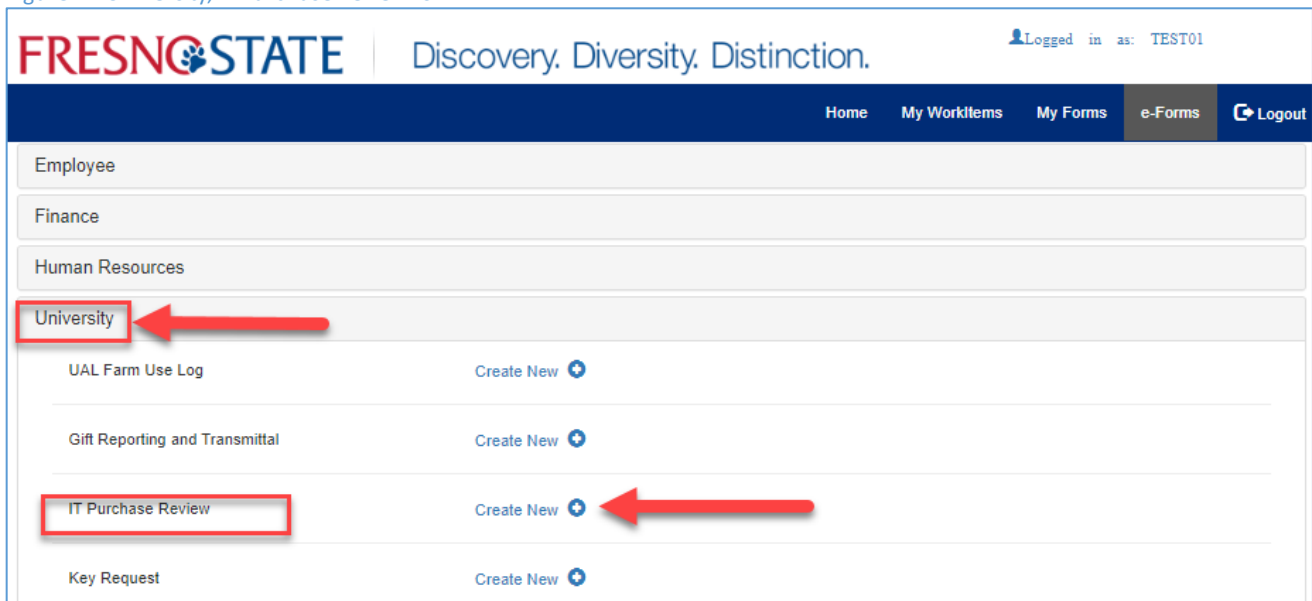 FRESNO STATE Discovery. Diversity. Distinction. Logged in as: TEST01
Home My WorkItems My Forms e-Forms Logout
Employee
Finance
Human Resources
University
UAL Farm Use Log Create New
Gift Reporting and Transmittal Create New
IT Purchase Review Create New
Key Request Create New